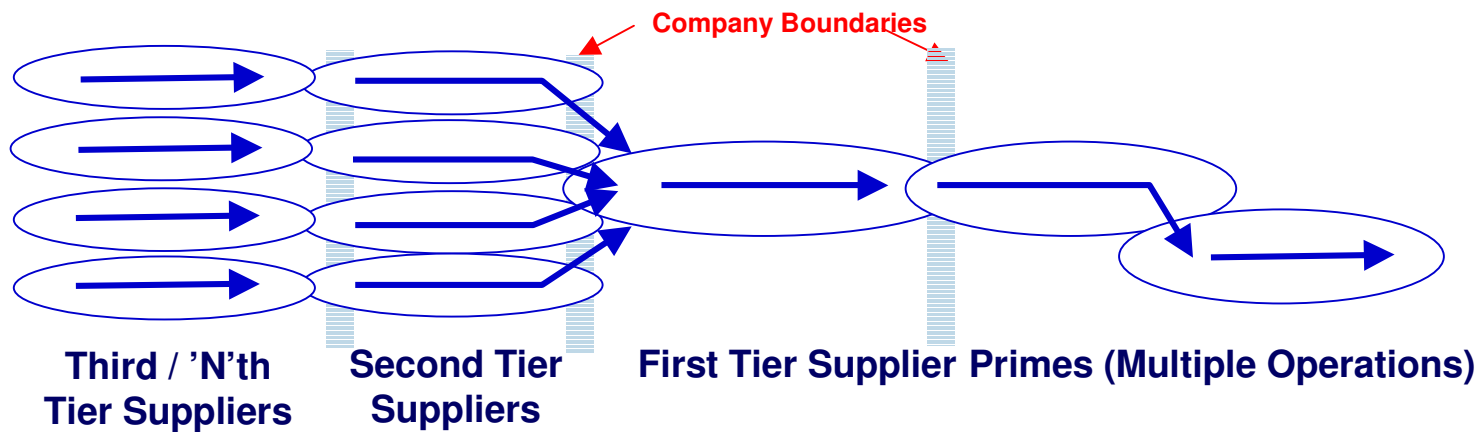 Company Boundaries
Third / ’N’th
Tier Suppliers
Second Tier
Suppliers
First Tier Supplier
Primes (Multiple Operations)